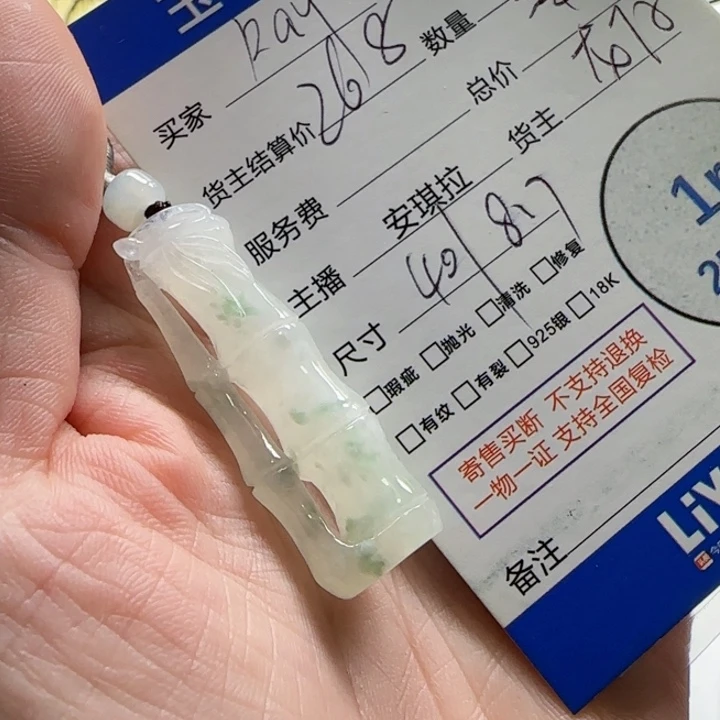 玉
买家 Ray
货主结算价 268 数量
服务费 总价
主播 安琪拉 货主
尺寸 40 8.7
□瑕疵 □抛光 □清洗 □修复
□有纹 □有裂 □925银 □18K
寄售买断 不支持退换
一物一证 支持全国复检
备注